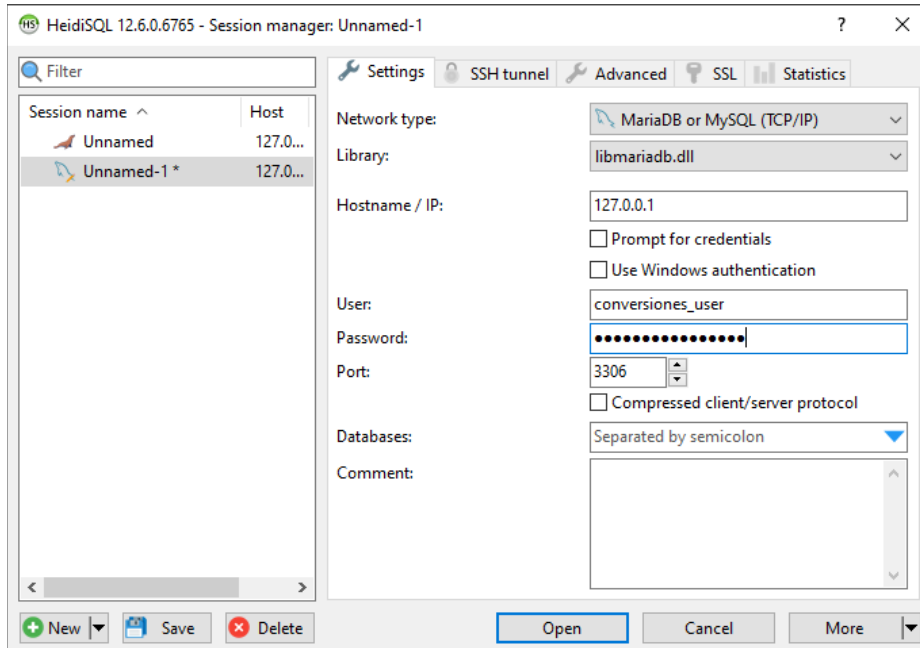 HS HeidiSQL 12.6.0.6765 - Session manager: Unnamed-1 ?
Filter
Session name Host
Unnamed 127.0...
Unnamed-1 * 127.0...
Settings SSH tunnel Advanced SSL Statistics
Network type: MariaDB or MySQL (TCP/IP)
Library: libmariadb.dll
Hostname / IP: 127.0.0.1
Prompt for credentials
Use Windows authentication
User: conversiones_user
Password: ●●●●●●●●●●●●●●●●
Port: 3306
Compressed client/server protocol
Databases: Separated by semicolon
Comment:
New Save Delete Open Cancel More